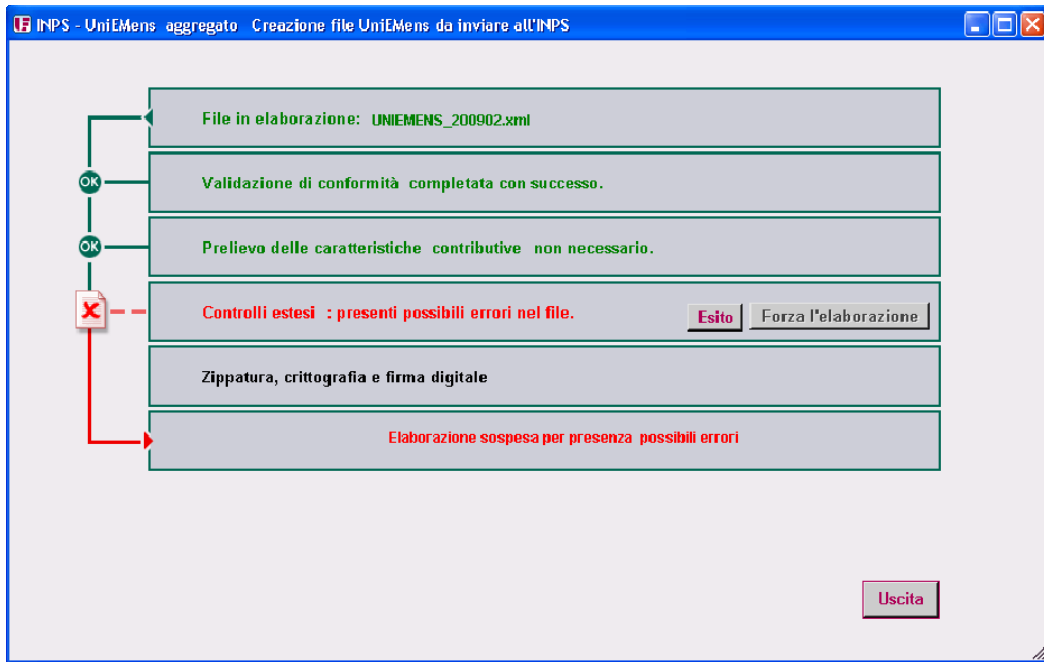 INPS - UniEMens aggregato Creazione file UniEMens da inviare all'INPS
File in elaborazione: UNIEMENS_200902.xml
OK
Validazione di conformità completata con successo.
OK
Prelievo delle caratteristiche contributive non necessario.
Controlli estesi : presenti possibili errori nel file.
Esito
Forza l'elaborazione
Zippatura, crittografia e firma digitale
Elaborazione sospesa per presenza possibili errori
Uscita